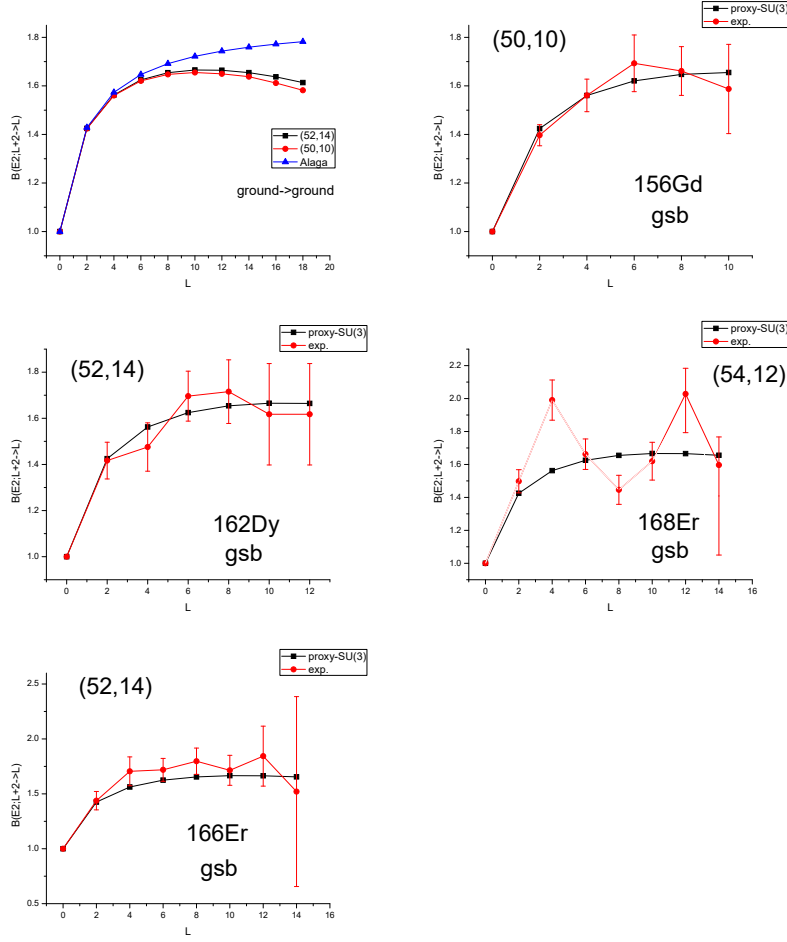 1.8
1.6
1.4
1.2
1.0
B(E2;L+2->L)
(52,14)
(50,10)
Alaga
ground->ground
0 2 4 6 8 10 12 14 16 18 20
L
proxy-SU(3)
exp.
(50,10)
1.8
1.6
1.4
1.2
1.0
B(E2;L+2->L)
156Gd
gsb
0 2 4 6 8 10
L
proxy-SU(3)
exp.
(52,14)
1.8
1.6
1.4
1.2
1.0
B(E2;L+2->L)
162Dy
gsb
0 2 4 6 8 10 12
L
proxy-SU(3)
exp.
(54,12)
2.2
2.0
1.8
1.6
1.4
1.2
1.0
B(E2;L+2->L)
168Er
gsb
0 2 4 6 8 10 12 14 16
L
proxy-SU(3)
exp.
(52,14)
2.5
2.0
1.5
1.0
0.5
B(E2;L+2->L)
166Er
gsb
0 2 4 6 8 10 12 14 16
L